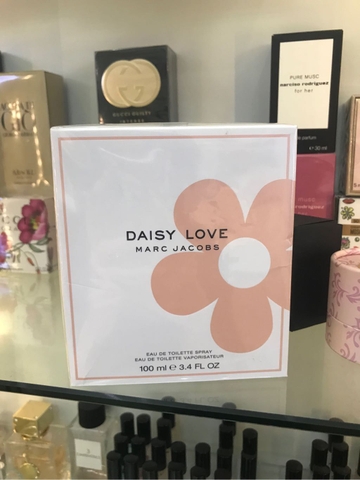 DAISY LOVE
MARC JACOBS
EAU DE TOILETTE SPRAY
EAU DE TOILETTE VAPORISATEUR
100 ml ℮ 3.4 FL OZ
PURE MUSC
narciso rodriguez
for her